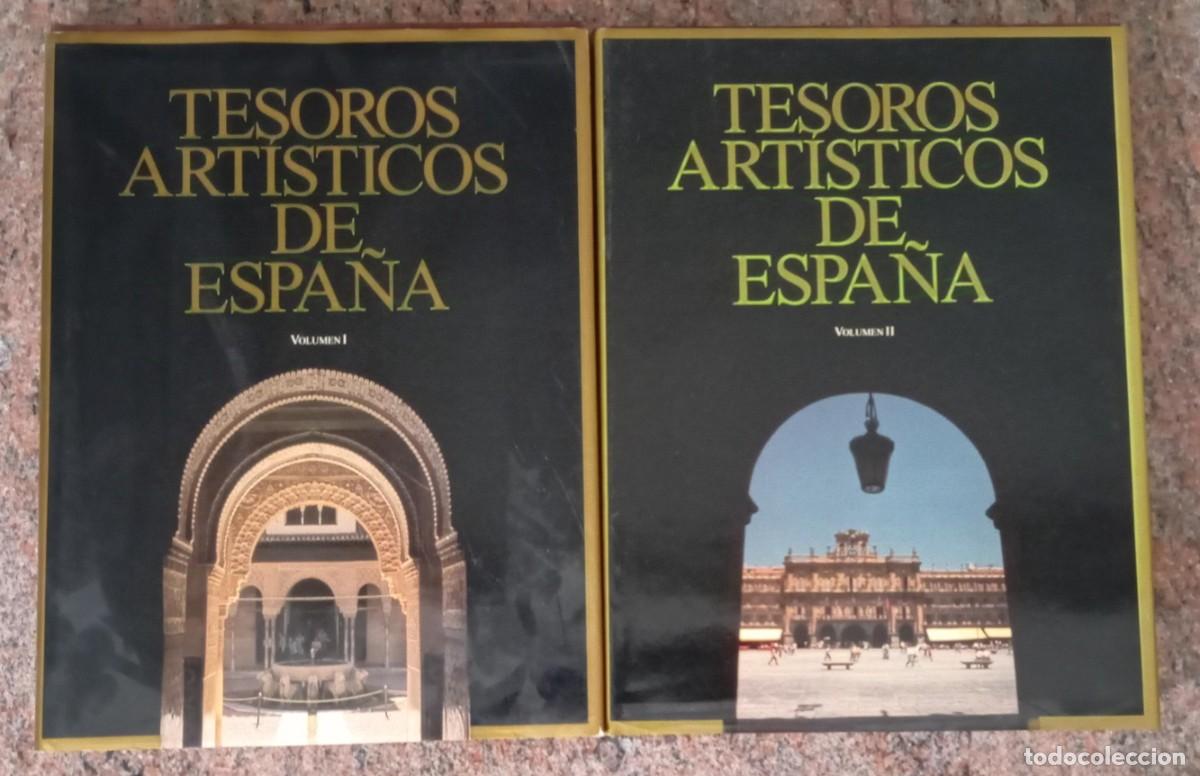 TESOROS
ARTÍSTICOS
DE
ESPAÑA
VOLUMEN I
TESOROS
ARTÍSTICOS
DE
ESPAÑA
VOLUMEN II
todocoleccion